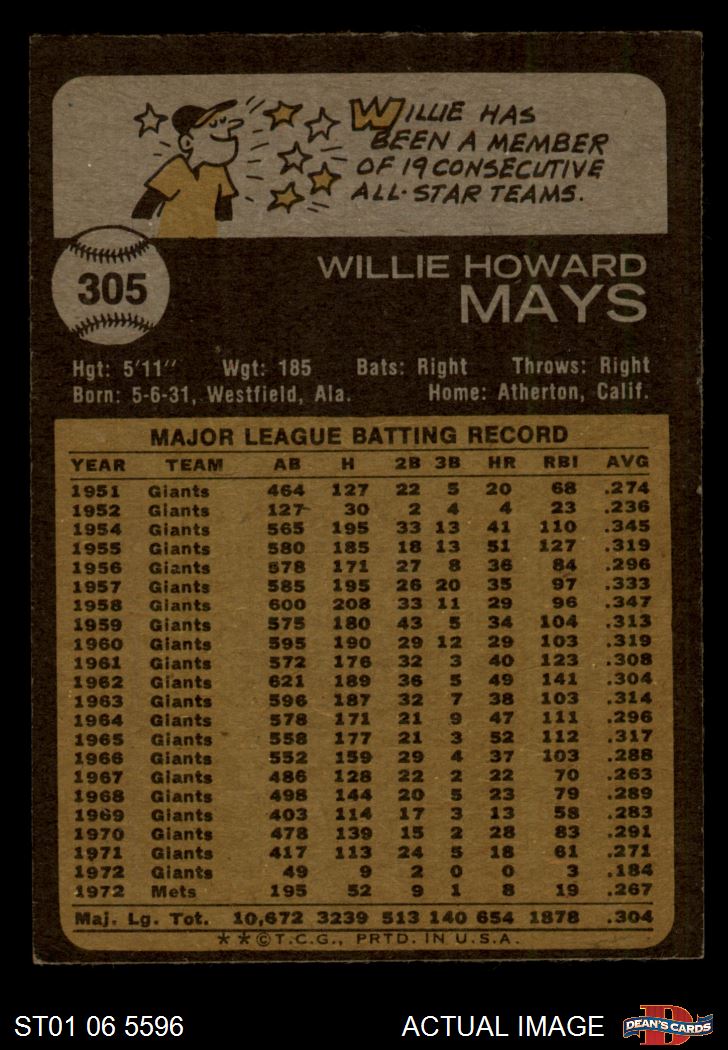 WILLIE HAS
BEEN A MEMBER
OF 19 CONSECUTIVE
ALL-STAR TEAMS.
305
WILLIE HOWARD
MAYS
Hgt: 5'11" Wgt: 185 Bats: Right Throws: Right
Born: 5-6-31, Westfield, Ala. Home: Atherton, Calif.
MAJOR LEAGUE BATTING RECORD
YEAR TEAM AB H 2B 3B HR RBI AVG
1951 Giants 464 127 22 5 20 68 .274
1952 Giants 127 30 2 4 4 23 .236
1954 Giants 565 195 33 13 41 110 .345
1955 Giants 580 185 18 13 51 127 .319
1956 Giants 578 171 27 8 36 84 .296
1957 Giants 585 195 26 20 35 97 .333
1958 Giants 600 208 33 11 29 96 .347
1959 Giants 575 180 43 5 34 104 .313
1960 Giants 595 190 29 12 29 103 .319
1961 Giants 572 176 32 3 40 123 .308
1962 Giants 621 189 36 5 49 141 .304
1963 Giants 596 187 32 7 38 103 .314
1964 Giants 578 171 21 9 47 111 .296
1965 Giants 558 177 21 3 52 112 .317
1966 Giants 552 159 29 4 37 103 .288
1967 Giants 486 128 22 2 22 70 .263
1968 Giants 498 144 20 5 23 79 .289
1969 Giants 403 114 17 3 13 58 .283
1970 Giants 478 139 15 2 28 83 .291
1971 Giants 417 113 24 5 18 61 .271
1972 Giants 49 9 2 0 0 3 .184
1972 Mets 195 52 9 1 8 19 .267
Maj. Lg. Tot. 10,672 3239 513 140 654 1878 .304
★★©T.C.G., PRTD. IN U.S.A.
ST01 06 5596 ACTUAL IMAGE
D
DEAN'S CARDS